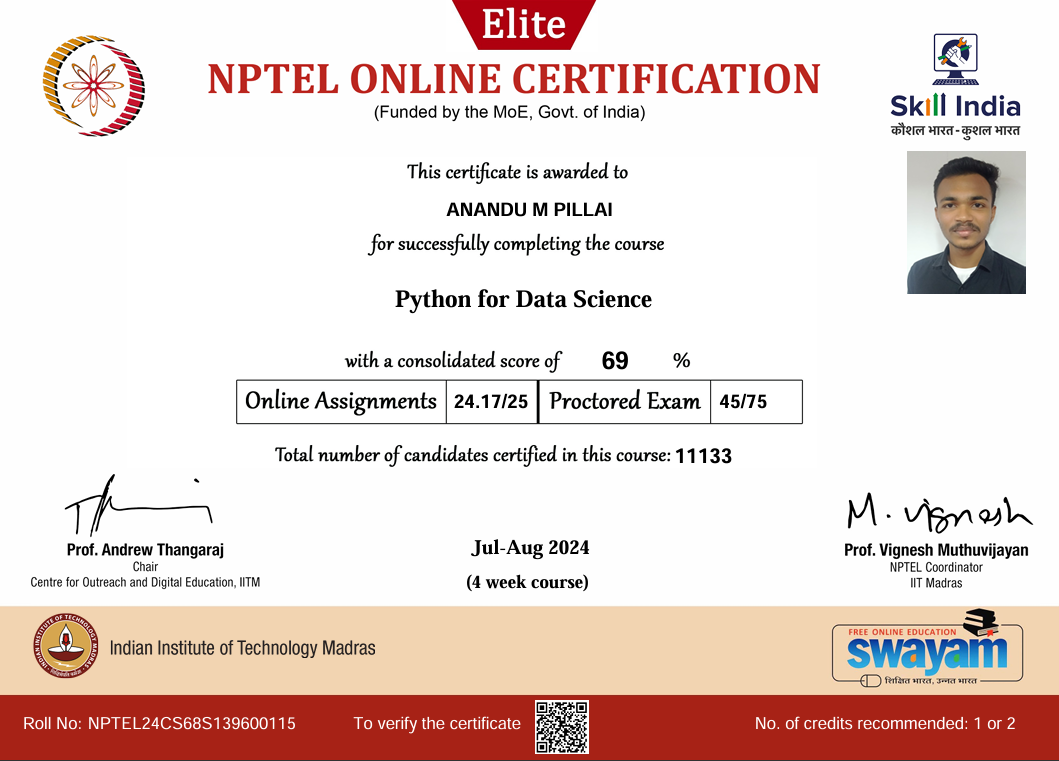 Elite
NPTEL ONLINE CERTIFICATION
(Funded by the MoE, Govt. of India)
Skill India
कौशल भारत-कुशल भारत
This certificate is awarded to
ANANDU M PILLAI
for successfully completing the course
Python for Data Science
with a consolidated score of 69 %
Online Assignments 24.17/25 Proctored Exam 45/75
Total number of candidates certified in this course: 11133
M. Vignesh
Prof. Andrew Thangaraj
Chair
Centre for Outreach and Digital Education, IITM
Jul-Aug 2024
(4 week course)
Prof. Vignesh Muthuvijayan
NPTEL Coordinator
IIT Madras
INDIAN INSTITUTE OF TECHNOLOGY MADRAS
Indian Institute of Technology Madras
FREE ONLINE EDUCATION
swayam
शिक्षित भारत, उन्नत भारत
Roll No: NPTEL24CS68S139600115
To verify the certificate
No. of credits recommended: 1 or 2